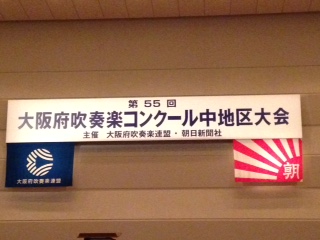 第55回
大阪府吹奏楽コンクール中地区大会
主催 大阪府吹奏楽連盟・朝日新聞社
大阪府吹奏楽連盟
朝